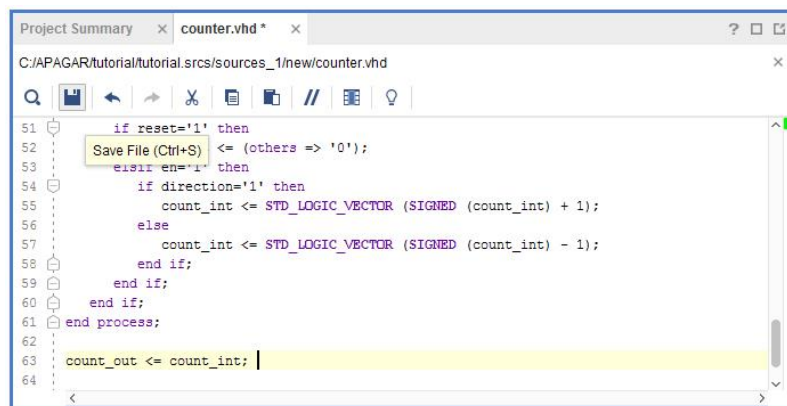 Project Summary × counter.vhd * ×
C:/APAGAR/tutorial/tutorial.srcs/sources_1/new/counter.vhd
51 if reset='1' then
Save File (Ctrl+S)
52 <= (others => '0');
53 elsif en='1' then
54 if direction='1' then
55 count_int <= STD_LOGIC_VECTOR (SIGNED (count_int) + 1);
56 else
57 count_int <= STD_LOGIC_VECTOR (SIGNED (count_int) - 1);
58 end if;
59 end if;
60 end if;
61 end process;
62
63 count_out <= count_int;
64